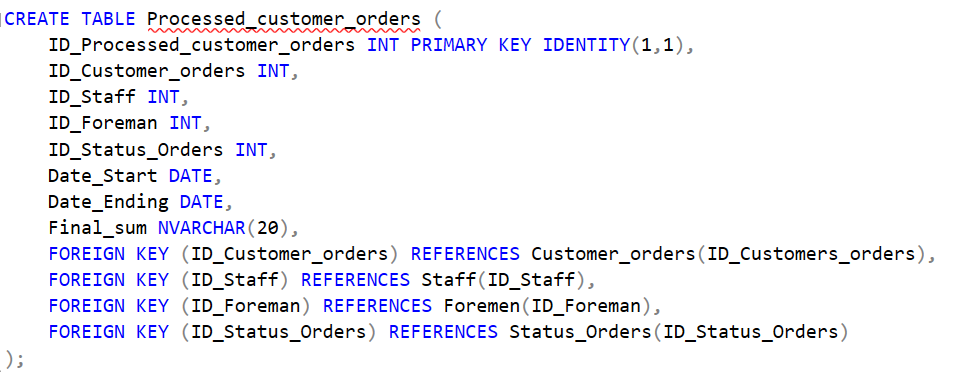 CREATE TABLE Processed_customer_orders (
ID_Processed_customer_orders INT PRIMARY KEY IDENTITY(1,1),
ID_Customer_orders INT,
ID_Staff INT,
ID_Foreman INT,
ID_Status_Orders INT,
Date_Start DATE,
Date_Ending DATE,
Final_sum NVARCHAR(20),
FOREIGN KEY (ID_Customer_orders) REFERENCES Customer_orders(ID_Customers_orders),
FOREIGN KEY (ID_Staff) REFERENCES Staff(ID_Staff),
FOREIGN KEY (ID_Foreman) REFERENCES Foremen(ID_Foreman),
FOREIGN KEY (ID_Status_Orders) REFERENCES Status_Orders(ID_Status_Orders)
);